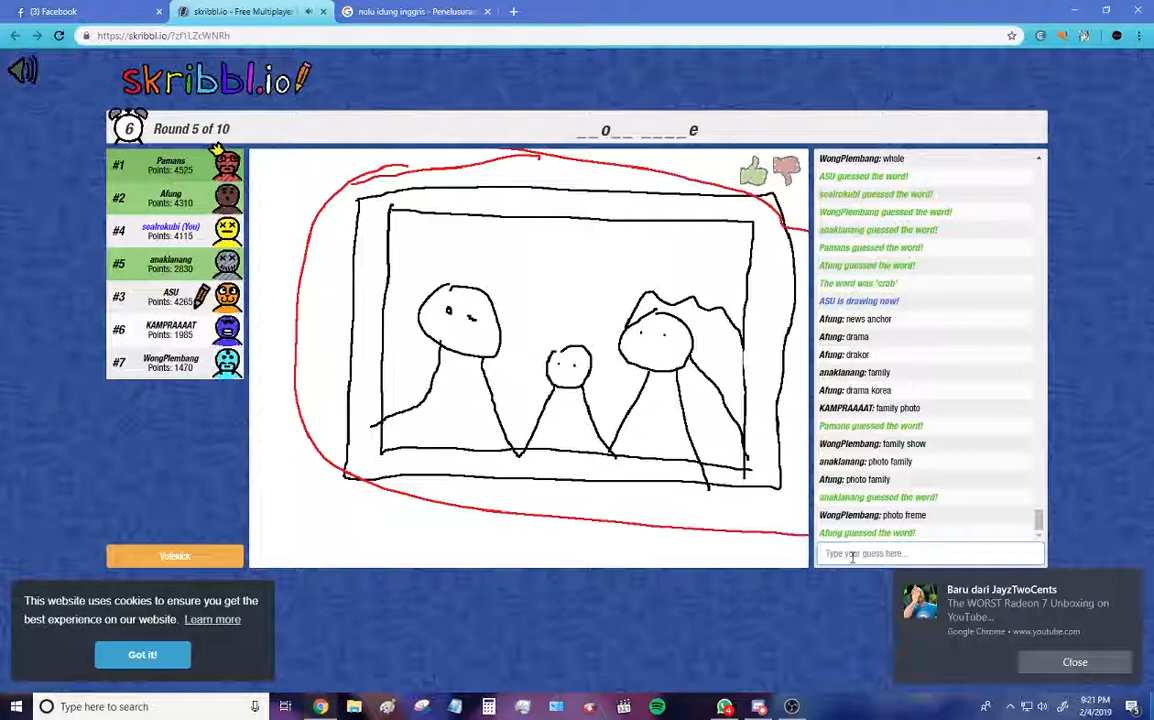 (3) Facebook
skribbl.io - Free Multiplayer
nulu idung inggris - Penelusura
https://skribbl.io/?zf1LZcWNRh
skribbl.io
6
Round 5 of 10
__o__ ____e
#1
Pamans
Points: 4525
#2
Afung
Points: 4310
#4
sealrokubi (You)
Points: 4115
#5
anaklanang
Points: 2830
#3
ASU
Points: 4265
#6
KAMPRAAAAT
Points: 1985
#7
WongPlembang
Points: 1470
Votekick
WongPlembang: whale
ASU guessed the word!
sealrokubi guessed the word!
WongPlembang guessed the word!
anaklanang guessed the word!
Pamans guessed the word!
Afung guessed the word!
The word was 'crab'
ASU is drawing now!
Afung: news anchor
Afung: drama
Afung: drakor
anaklanang: family
Afung: drama korea
KAMPRAAAAT: family photo
Pamans guessed the word!
WongPlembang: family show
anaklanang: photo family
Afung: photo family
anaklanang guessed the word!
WongPlembang: photo freme
Afung guessed the word!
Type your guess here...
This website uses cookies to ensure you get the
best experience on our website. Learn more
Got it!
Baru dari JayzTwoCents
The WORST Radeon 7 Unboxing on
YouTube...
Google Chrome • www.youtube.com
Close
Type here to search
4
9:21 PM
2/4/2019
5